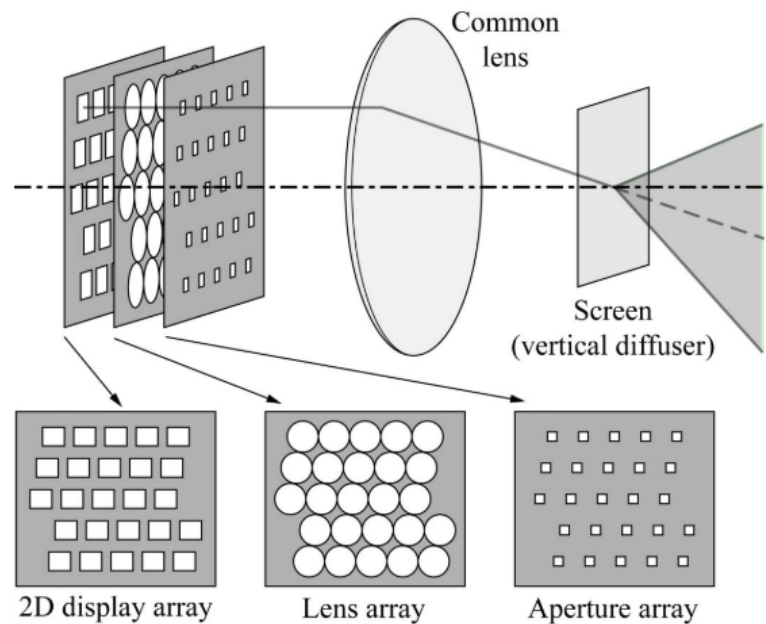 Common
lens
Screen
(vertical diffuser)
2D display array
Lens array
Aperture array